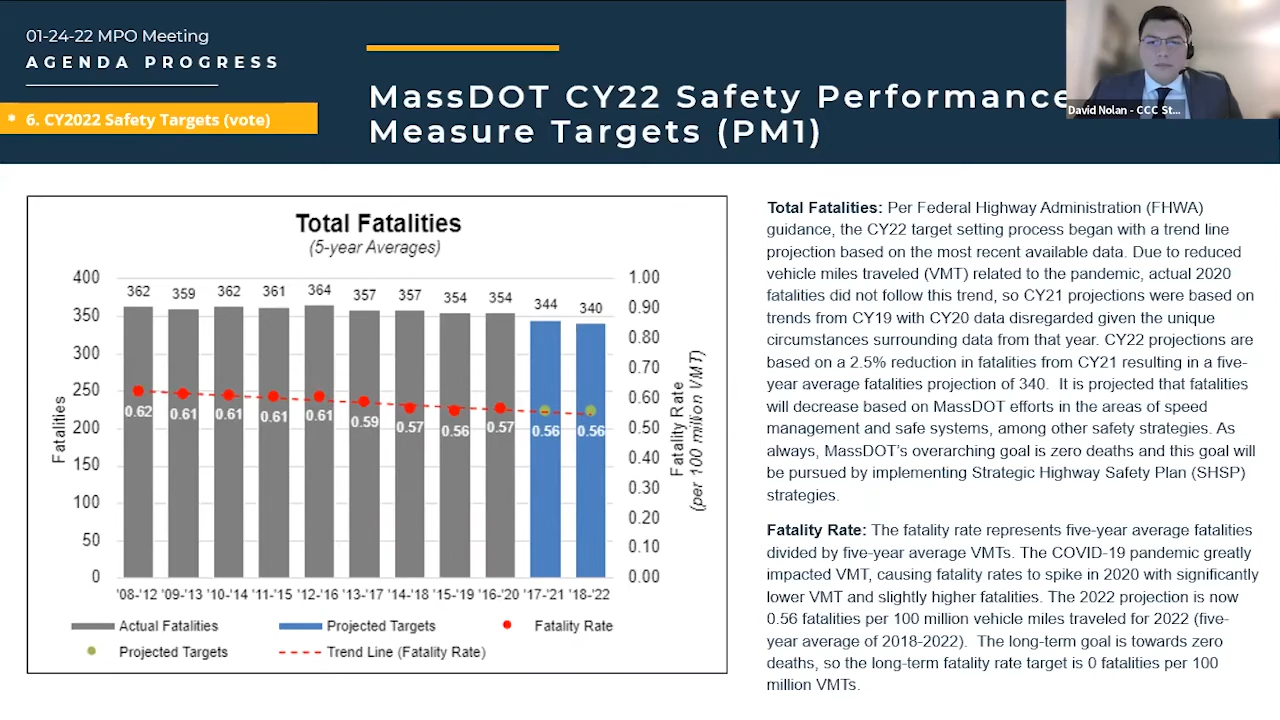 01-24-22 MPO Meeting
AGENDA PROGRESS
* 6. CY2022 Safety Targets (vote)
MassDOT CY22 Safety Performance
Measure Targets (PM1)
David Nolan - CCC St...
Total Fatalities
(5-year Averages)
Fatalities
400
350
300
250
200
150
100
50
0
362
359
362
361
364
357
357
354
354
344
340
0.62
0.61
0.61
0.61
0.61
0.59
0.57
0.56
0.57
0.56
0.56
1.00
0.90
0.80
0.70
0.60
0.50
0.40
0.30
0.20
0.10
0.00
Fatality Rate
(per 100 million VMT)
'08-'12 '09-'13 '10-'14 '11-'15 '12-'16 '13-'17 '14-'18 '15-'19 '16-'20 '17-'21 '18-'22
Actual Fatalities
Projected Targets
Fatality Rate
Projected Targets
Trend Line (Fatality Rate)
Total Fatalities: Per Federal Highway Administration (FHWA)
guidance, the CY22 target setting process began with a trend line
projection based on the most recent available data. Due to reduced
vehicle miles traveled (VMT) related to the pandemic, actual 2020
fatalities did not follow this trend, so CY21 projections were based on
trends from CY19 with CY20 data disregarded given the unique
circumstances surrounding data from that year. CY22 projections are
based on a 2.5% reduction in fatalities from CY21 resulting in a five-
year average fatalities projection of 340. It is projected that fatalities
will decrease based on MassDOT efforts in the areas of speed
management and safe systems, among other safety strategies. As
always, MassDOT's overarching goal is zero deaths and this goal will
be pursued by implementing Strategic Highway Safety Plan (SHSP)
strategies.
Fatality Rate: The fatality rate represents five-year average fatalities
divided by five-year average VMTs. The COVID-19 pandemic greatly
impacted VMT, causing fatality rates to spike in 2020 with significantly
lower VMT and slightly higher fatalities. The 2022 projection is now
0.56 fatalities per 100 million vehicle miles traveled for 2022 (five-
year average of 2018-2022). The long-term goal is towards zero
deaths, so the long-term fatality rate target is 0 fatalities per 100
million VMTs.